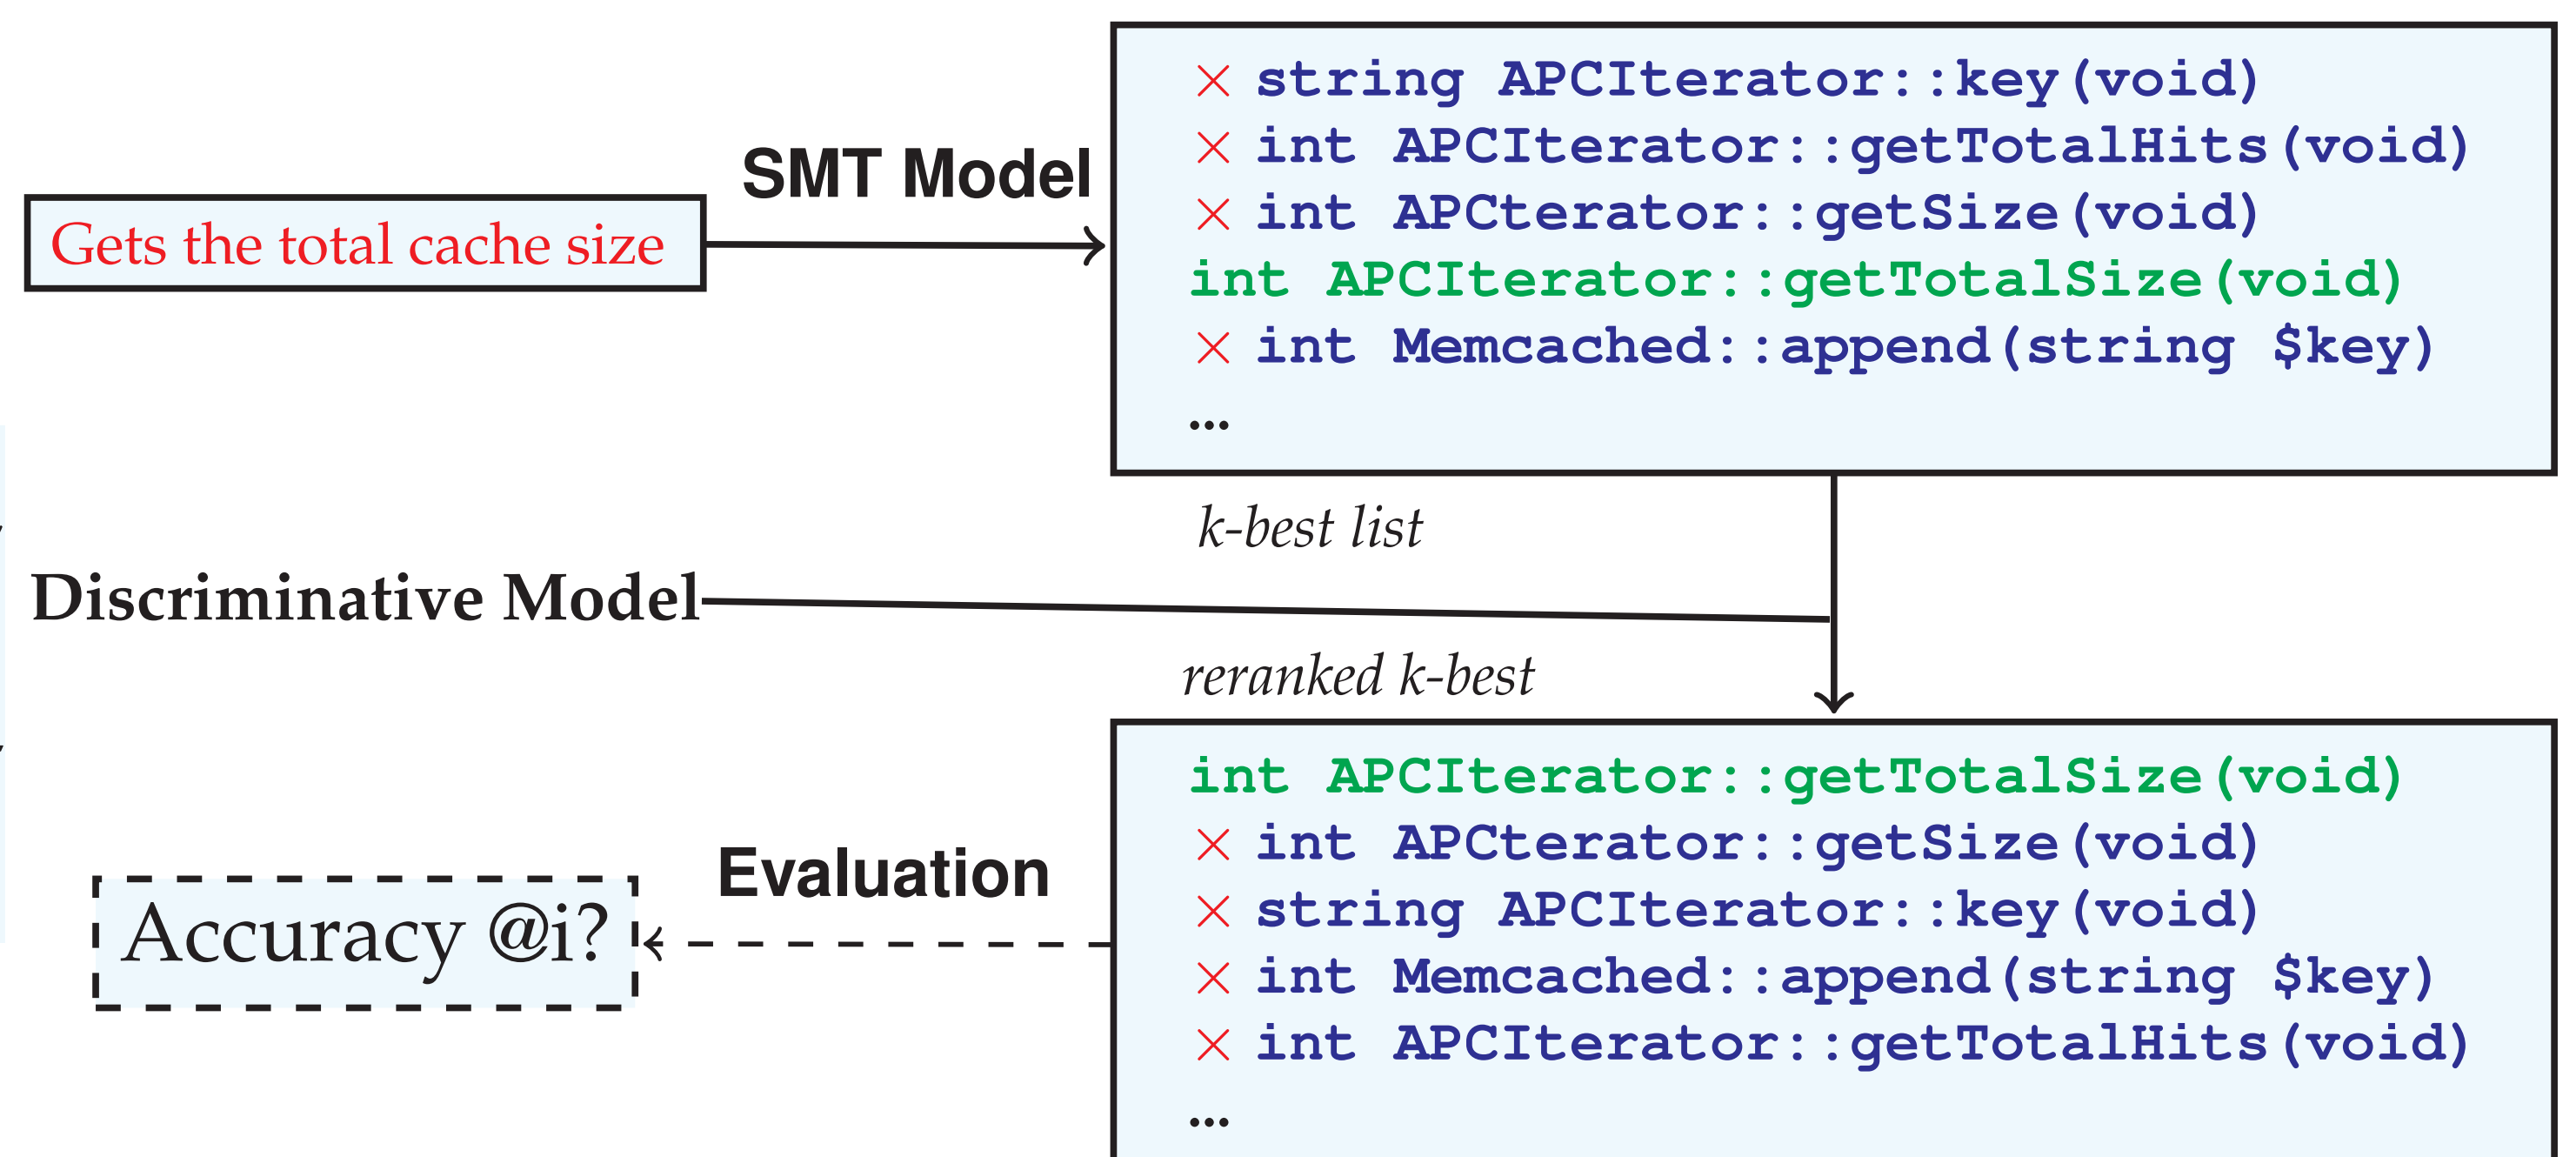 Gets the total cache size
SMT Model
× string APCIterator::key(void)
× int APCIterator::getTotalHits(void)
× int APCterator::getSize(void)
int APCIterator::getTotalSize(void)
× int Memcached::append(string $key)
...
k-best list
Discriminative Model
reranked k-best
int APCIterator::getTotalSize(void)
× int APCterator::getSize(void)
× string APCIterator::key(void)
× int Memcached::append(string $key)
× int APCIterator::getTotalHits(void)
...
Evaluation
Accuracy @i?